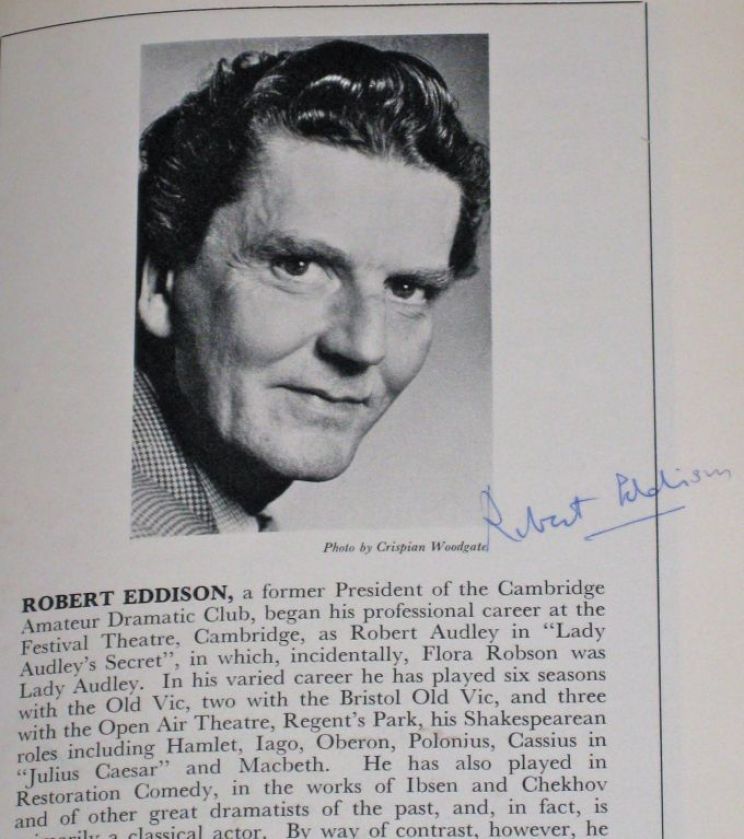 Robert Eddison
Photo by Crispian Woodgate
ROBERT EDDISON, a former President of the Cambridge
Amateur Dramatic Club, began his professional career at the
Festival Theatre, Cambridge, as Robert Audley in “Lady
Audley’s Secret”, in which, incidentally, Flora Robson was
Lady Audley. In his varied career he has played six seasons
with the Old Vic, two with the Bristol Old Vic, and three
with the Open Air Theatre, Regent’s Park, his Shakespearean
roles including Hamlet, Iago, Oberon, Polonius, Cassius in
“Julius Caesar” and Macbeth. He has also played in
Restoration Comedy, in the works of Ibsen and Chekhov
and of other great dramatists of the past, and, in fact, is
primarily a classical actor. By way of contrast, however, he